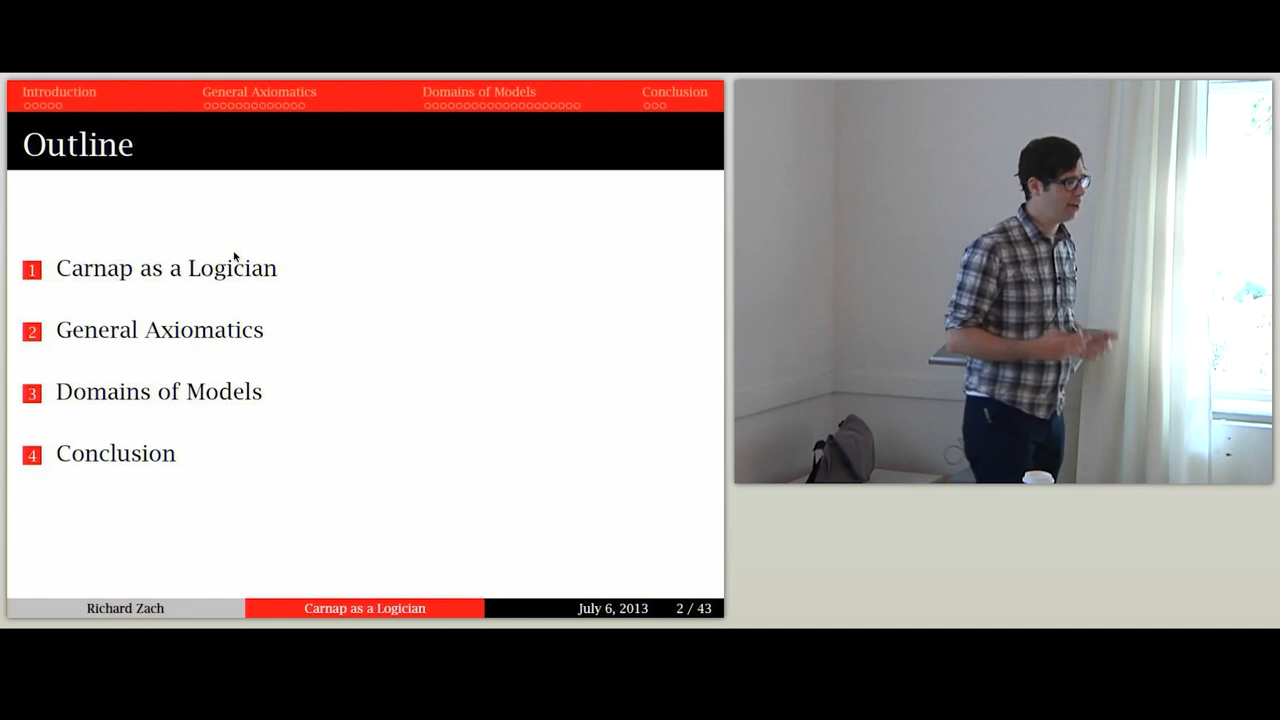 Introduction
General Axiomatics
Domains of Models
Conclusion
Outline
1 Carnap as a Logician
2 General Axiomatics
3 Domains of Models
4 Conclusion
Richard Zach
Carnap as a Logician
July 6, 2013
2 / 43